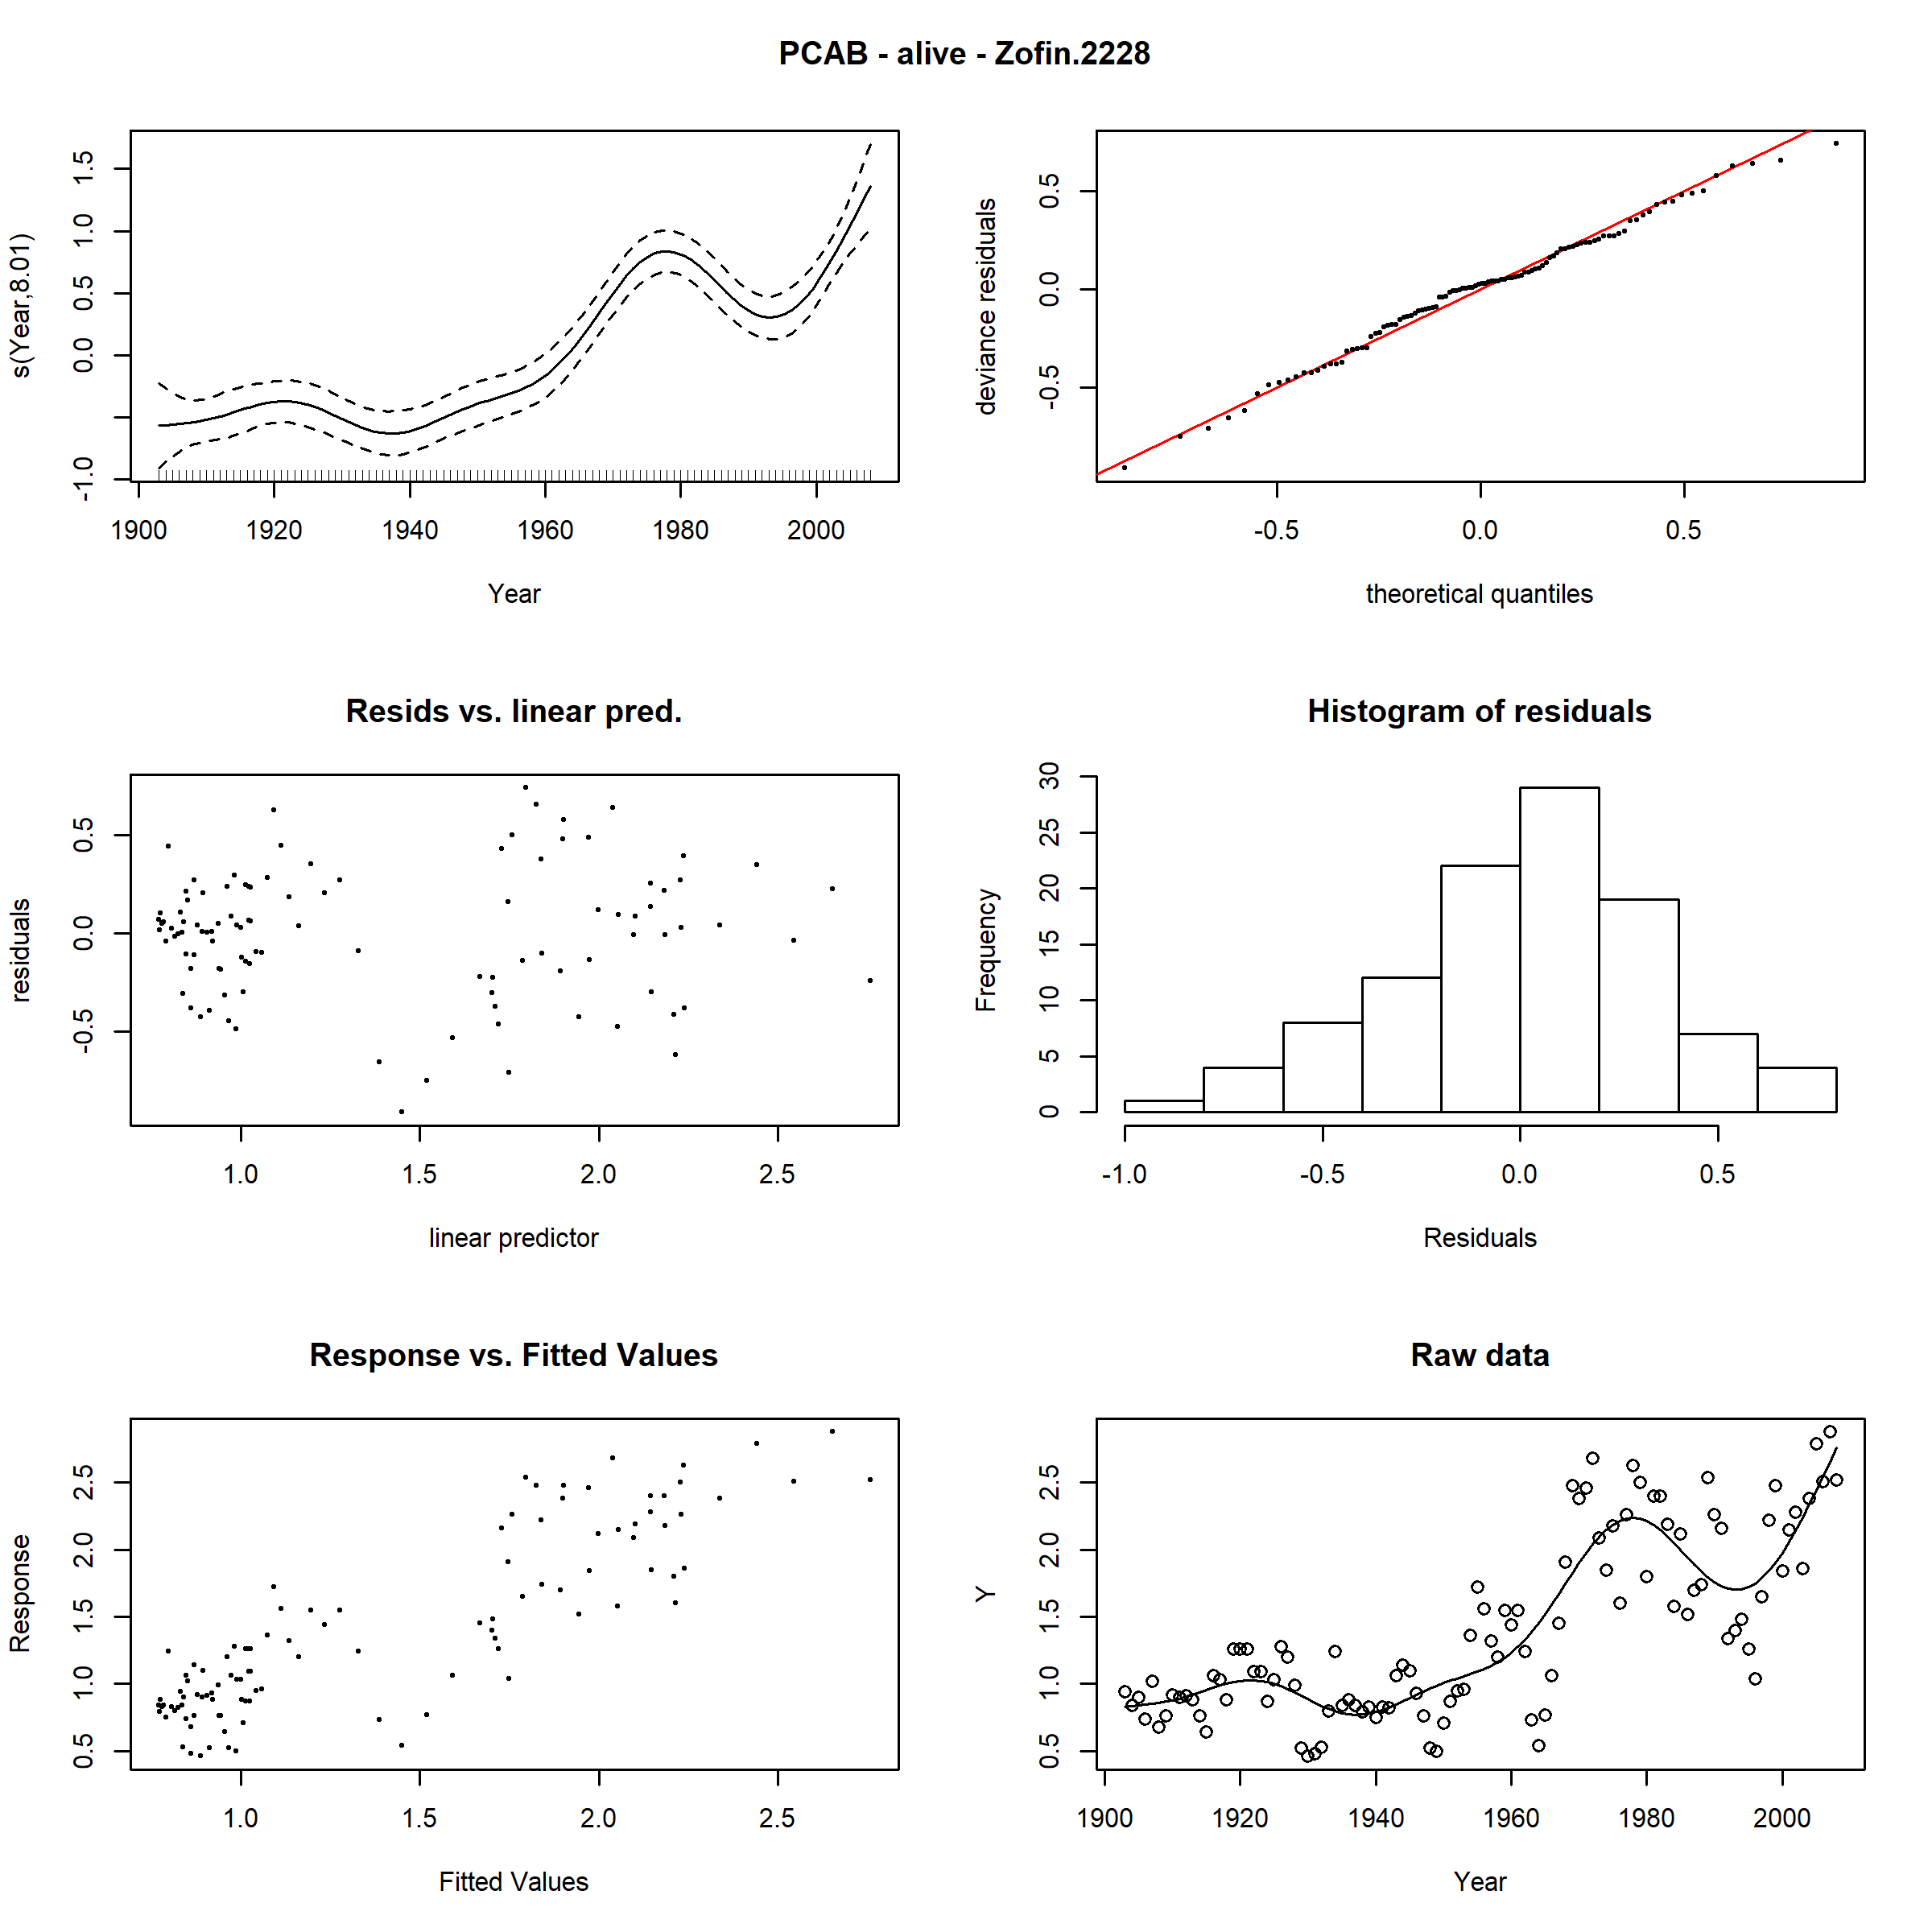 PCAB - alive - Zofin.2228
s(Year,8.01)
-1.0 0.0 0.5 1.0 1.5
1900 1920 1940 1960 1980 2000
Year
deviance residuals
-0.5 0.0 0.5
-0.5 0.0 0.5
theoretical quantiles
Resids vs. linear pred.
residuals
-0.5 0.0 0.5
1.0 1.5 2.0 2.5
linear predictor
Histogram of residuals
Frequency
0 5 10 15 20 25 30
-1.0 -0.5 0.0 0.5
Residuals
Response vs. Fitted Values
Response
0.5 1.0 1.5 2.0 2.5
1.0 1.5 2.0 2.5
Fitted Values
Raw data
Y
0.5 1.0 1.5 2.0 2.5
1900 1920 1940 1960 1980 2000
Year